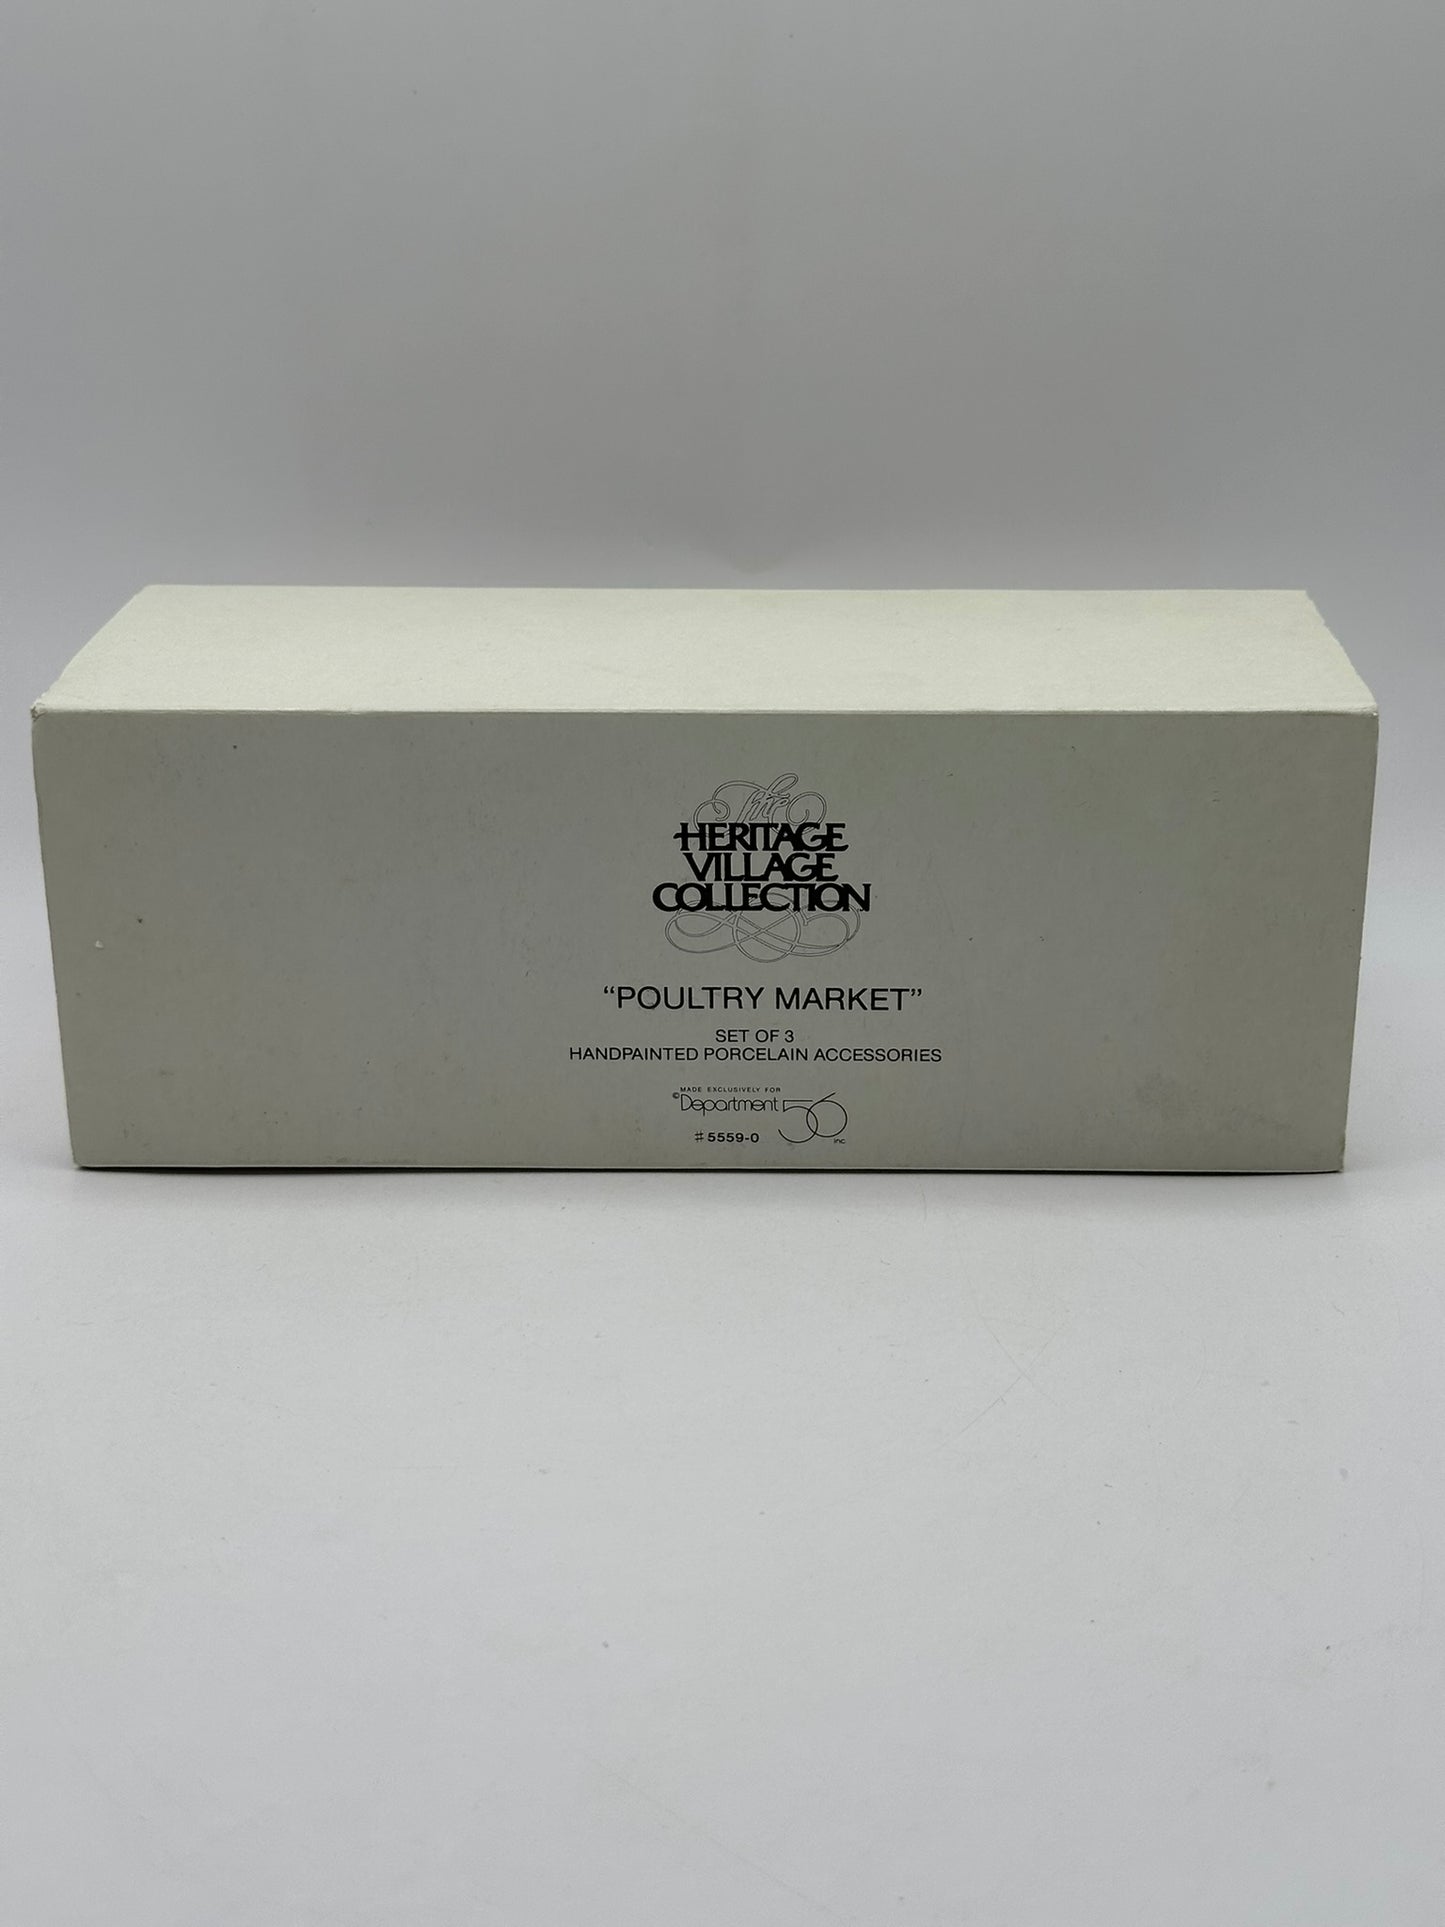 The
HERITAGE
VILLAGE
COLLECTION
“POULTRY MARKET”
SET OF 3
HANDPAINTED PORCELAIN ACCESSORIES
MADE EXCLUSIVELY FOR
©Department 56 inc
#5559-0